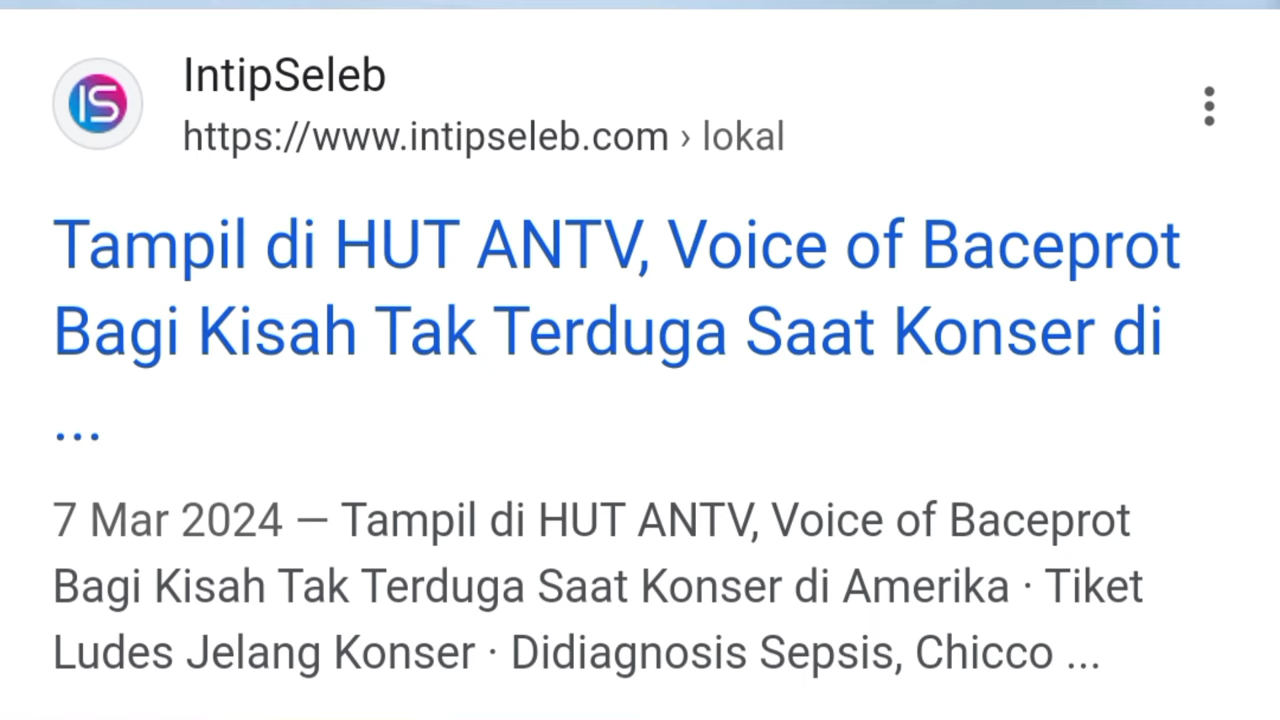 IS
IntipSeleb
https://www.intipseleb.com › lokal
Tampil di HUT ANTV, Voice of Baceprot
Bagi Kisah Tak Terduga Saat Konser di
...
7 Mar 2024 — Tampil di HUT ANTV, Voice of Baceprot
Bagi Kisah Tak Terduga Saat Konser di Amerika · Tiket
Ludes Jelang Konser · Didiagnosis Sepsis, Chicco ...